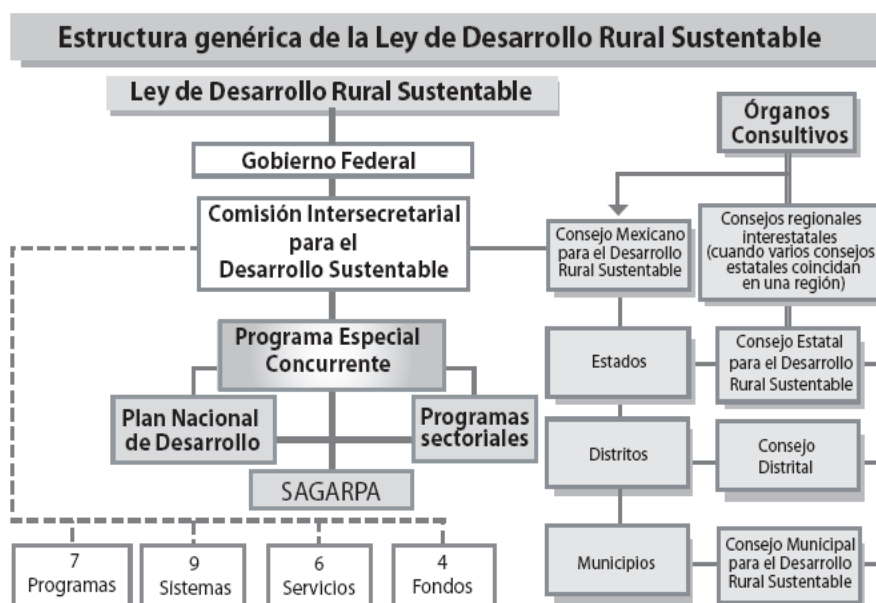 Estructura genérica de la Ley de Desarrollo Rural Sustentable
Ley de Desarrollo Rural Sustentable
Gobierno Federal
Comisión Intersecretarial
para el
Desarrollo Sustentable
Programa Especial
Concurrente
Plan Nacional
de Desarrollo
Programas
sectoriales
SAGARPA
7
Programas
9
Sistemas
6
Servicios
4
Fondos
Órganos
Consultivos
Consejo Mexicano
para el Desarrollo
Rural Sustentable
Consejos regionales
interestatales
(cuando varios consejos
estatales coincidan
en una región)
Estados
Consejo Estatal
para el Desarrollo
Rural Sustentable
Distritos
Consejo
Distrital
Municipios
Consejo Municipal
para el Desarrollo
Rural Sustentable